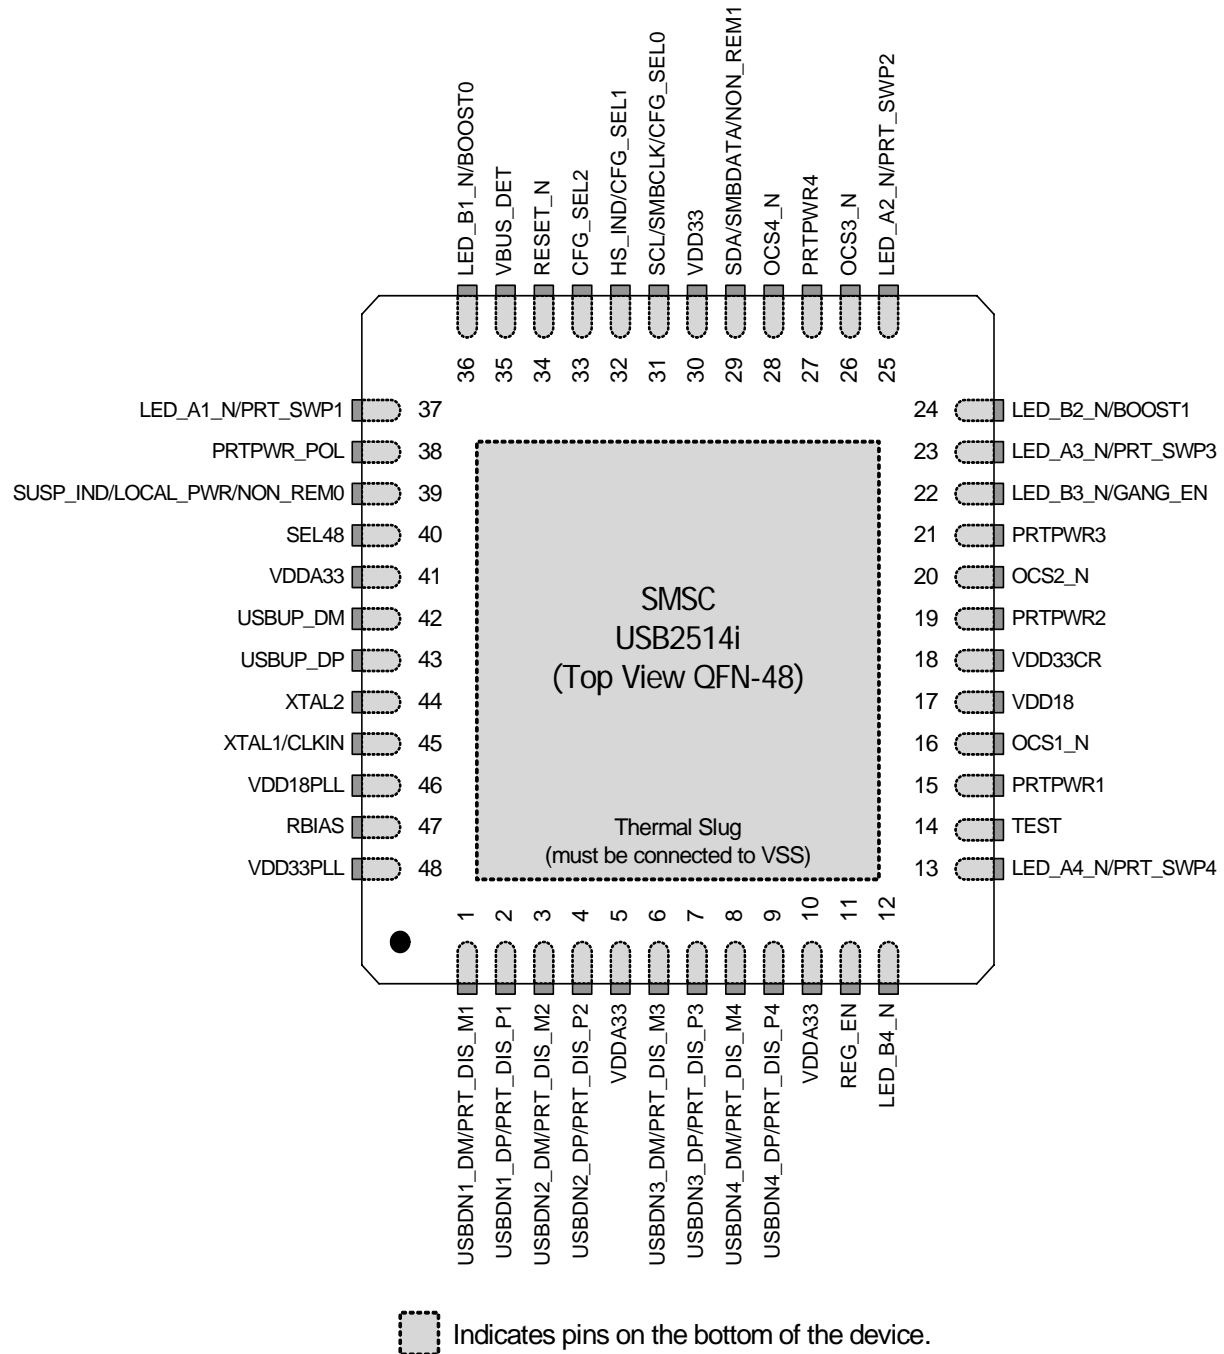 LED_B1_N/BOOST0
VBUS_DET
RESET_N
CFG_SEL2
HS_IND/CFG_SEL1
SCL/SMBCLK/CFG_SEL0
VDD33
SDA/SMBDATA/NON_REM1
OCS4_N
PRTPWR4
OCS3_N
LED_A2_N/PRT_SWP2
36
35
34
33
32
31
30
29
28
27
26
25
LED_A1_N/PRT_SWP1 37
PRTPWR_POL 38
SUSP_IND/LOCAL_PWR/NON_REM0 39
SEL48 40
VDDA33 41
USBUP_DM 42
USBUP_DP 43
XTAL2 44
XTAL1/CLKIN 45
VDD18PLL 46
RBIAS 47
VDD33PLL 48
SMSC
USB2514i
(Top View QFN-48)
Thermal Slug
(must be connected to VSS)
24 LED_B2_N/BOOST1
23 LED_A3_N/PRT_SWP3
22 LED_B3_N/GANG_EN
21 PRTPWR3
20 OCS2_N
19 PRTPWR2
18 VDD33CR
17 VDD18
16 OCS1_N
15 PRTPWR1
14 TEST
13 LED_A4_N/PRT_SWP4
1
2
3
4
5
6
7
8
9
10
11
12
USBDN1_DM/PRT_DIS_M1
USBDN1_DP/PRT_DIS_P1
USBDN2_DM/PRT_DIS_M2
USBDN2_DP/PRT_DIS_P2
VDDA33
USBDN3_DM/PRT_DIS_M3
USBDN3_DP/PRT_DIS_P3
USBDN4_DM/PRT_DIS_M4
USBDN4_DP/PRT_DIS_P4
VDDA33
REG_EN
LED_B4_N
Indicates pins on the bottom of the device.